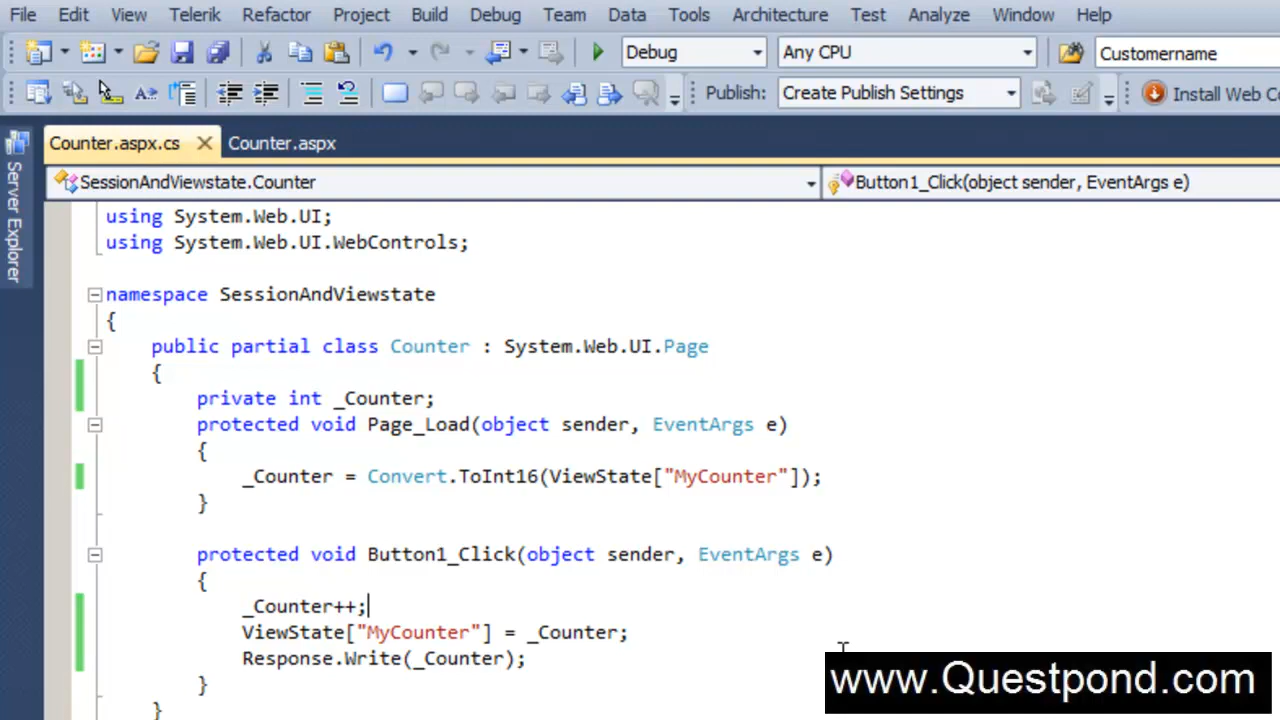 File Edit View Telerik Refactor Project Build Debug Team Data Tools Architecture Test Analyze Window Help
Debug Any CPU Customername
Publish: Create Publish Settings Install Web Co
Counter.aspx.cs Counter.aspx
Server Explorer
SessionAndViewstate.Counter Button1_Click(object sender, EventArgs e)
using System.Web.UI;
using System.Web.UI.WebControls;
namespace SessionAndViewstate
{
public partial class Counter : System.Web.UI.Page
{
private int _Counter;
protected void Page_Load(object sender, EventArgs e)
{
_Counter = Convert.ToInt16(ViewState["MyCounter"]);
}
protected void Button1_Click(object sender, EventArgs e)
{
_Counter++;
ViewState["MyCounter"] = _Counter;
Response.Write(_Counter);
}
}
www.Questpond.com